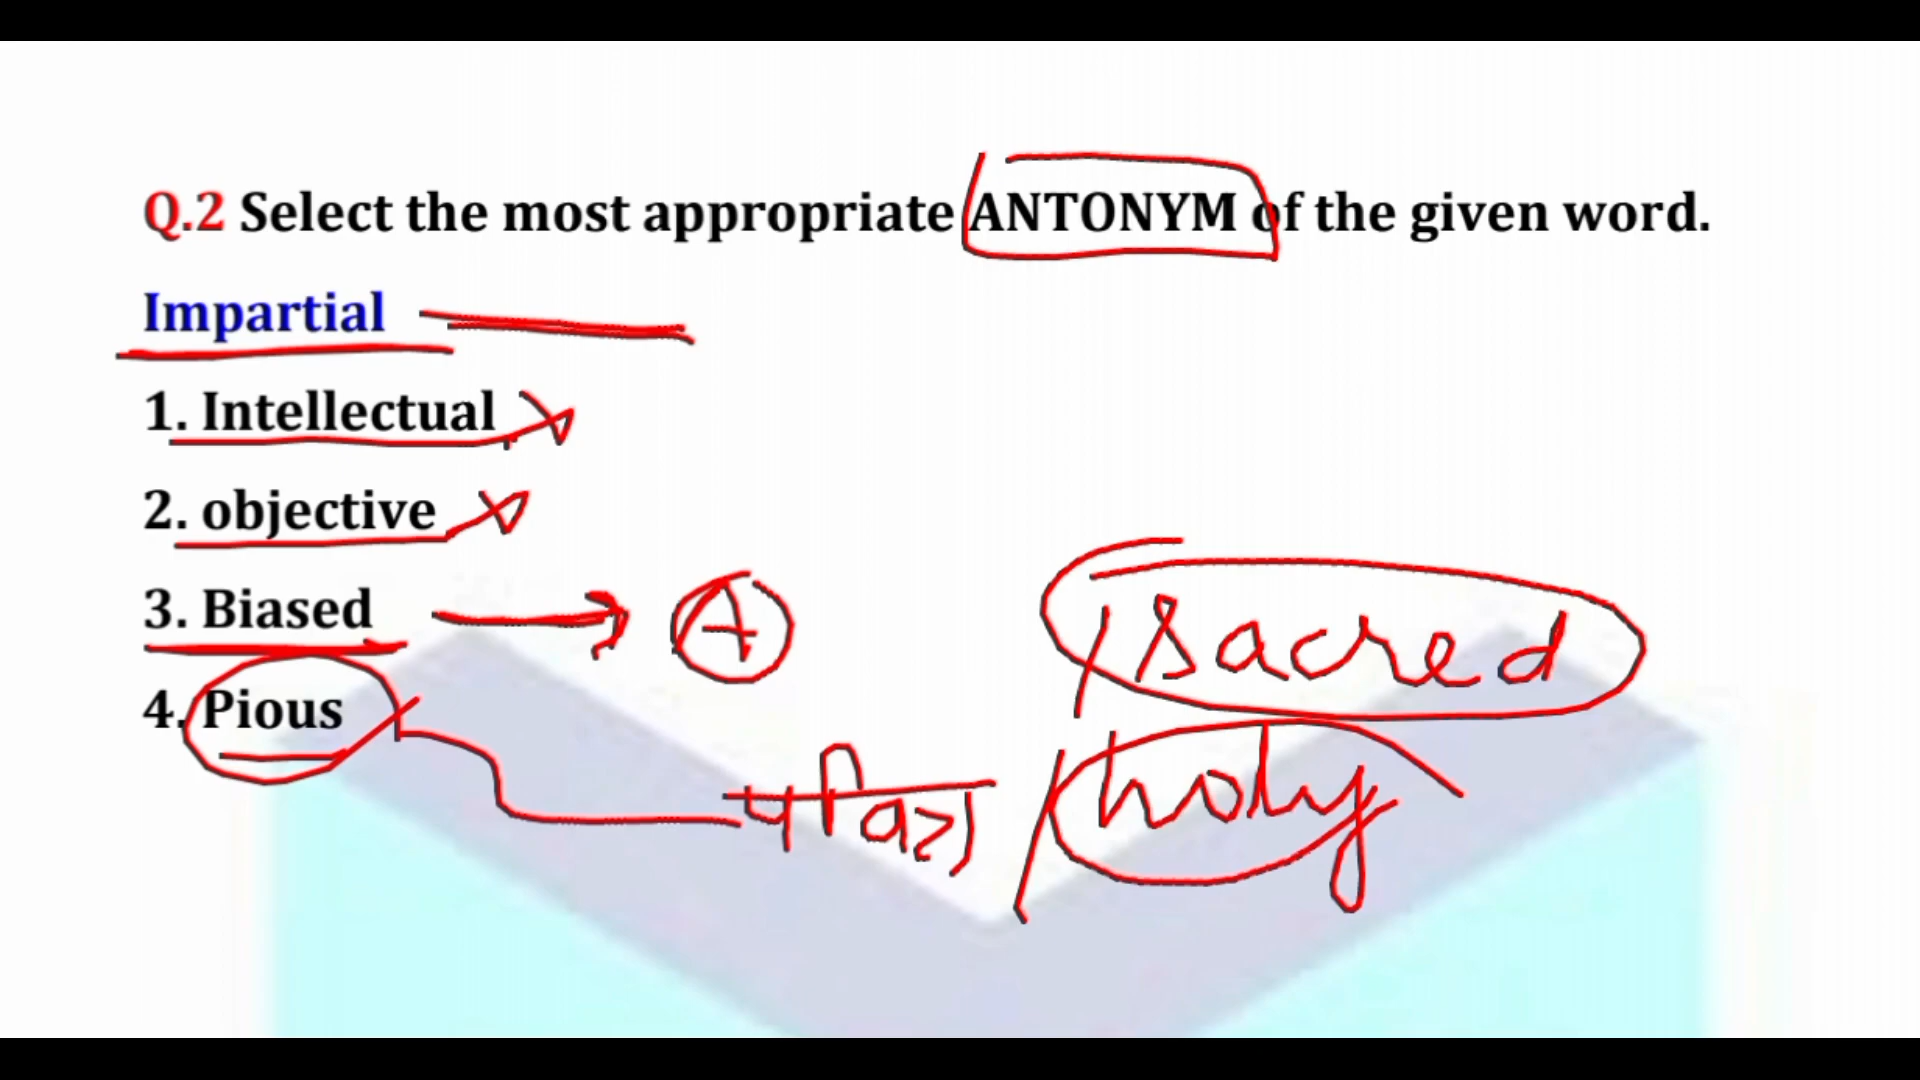 Q.2 Select the most appropriate ANTONYM of the given word.
Impartial
1. Intellectual
2. objective
3. Biased A
4. Pious
sacred
पवित्र / holy